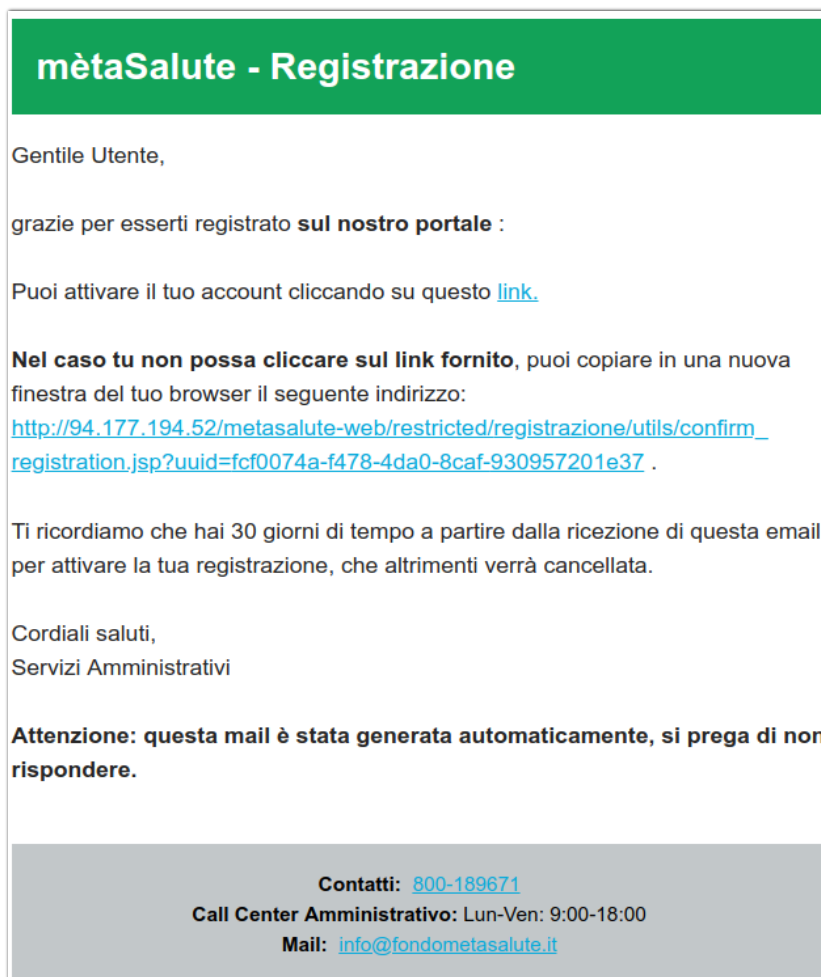 mètaSalute - Registrazione
Gentile Utente,
grazie per esserti registrato sul nostro portale :
Puoi attivare il tuo account cliccando su questo link.
Nel caso tu non possa cliccare sul link fornito, puoi copiare in una nuova
finestra del tuo browser il seguente indirizzo:
http://94.177.194.52/metasalute-web/restricted/registrazione/utils/confirm_
registration.jsp?uuid=fcf0074a-f478-4da0-8caf-930957201e37 .
Ti ricordiamo che hai 30 giorni di tempo a partire dalla ricezione di questa email
per attivare la tua registrazione, che altrimenti verrà cancellata.
Cordiali saluti,
Servizi Amministrativi
Attenzione: questa mail è stata generata automaticamente, si prega di non
rispondere.
Contatti: 800-189671
Call Center Amministrativo: Lun-Ven: 9:00-18:00
Mail: info@fondometasalute.it